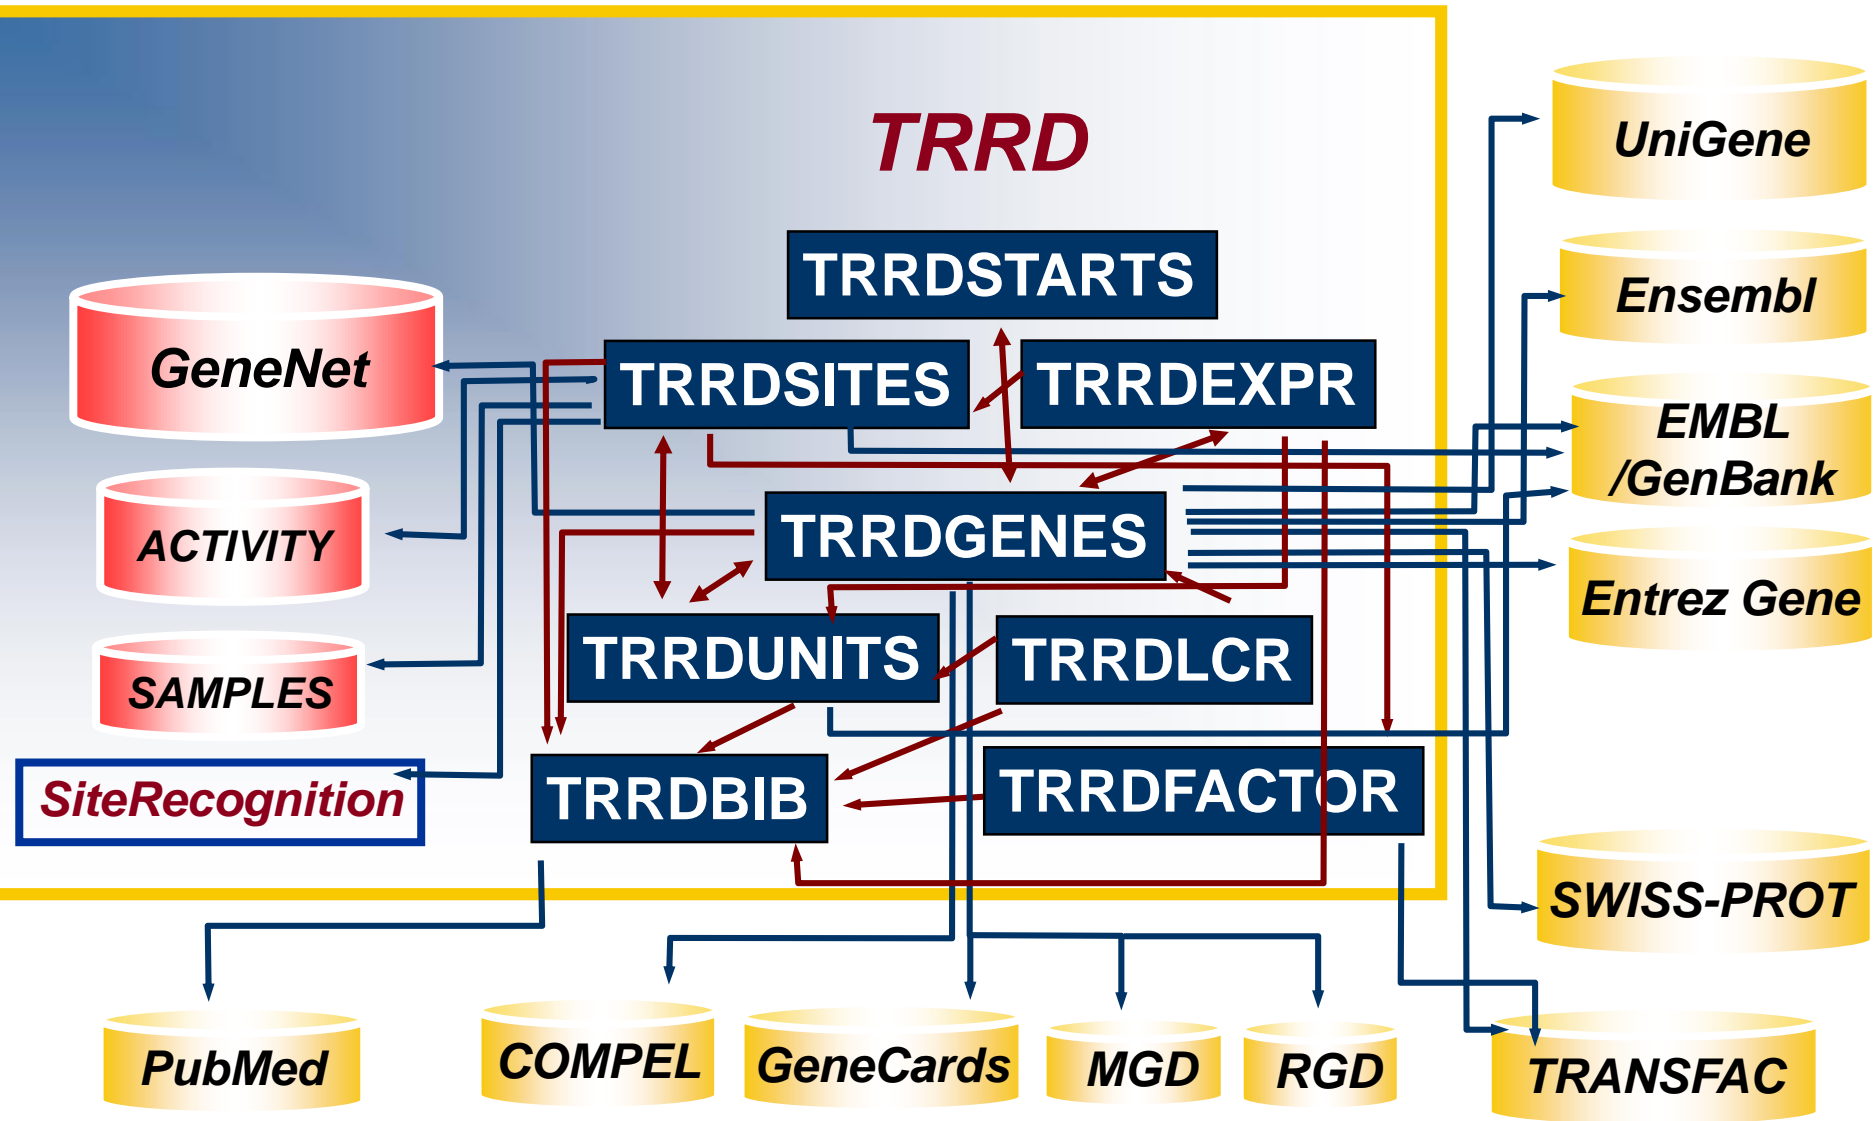 TRRD
UniGene
TRRDSTARTS
Ensembl
GeneNet
TRRDSITES
TRRDEXPR
EMBL
/GenBank
ACTIVITY
TRRDGENES
Entrez Gene
SAMPLES
TRRDUNITS
TRRDLCR
SiteRecognition
TRRDBIB
TRRDFACTOR
SWISS-PROT
PubMed
COMPEL
GeneCards
MGD
RGD
TRANSFAC